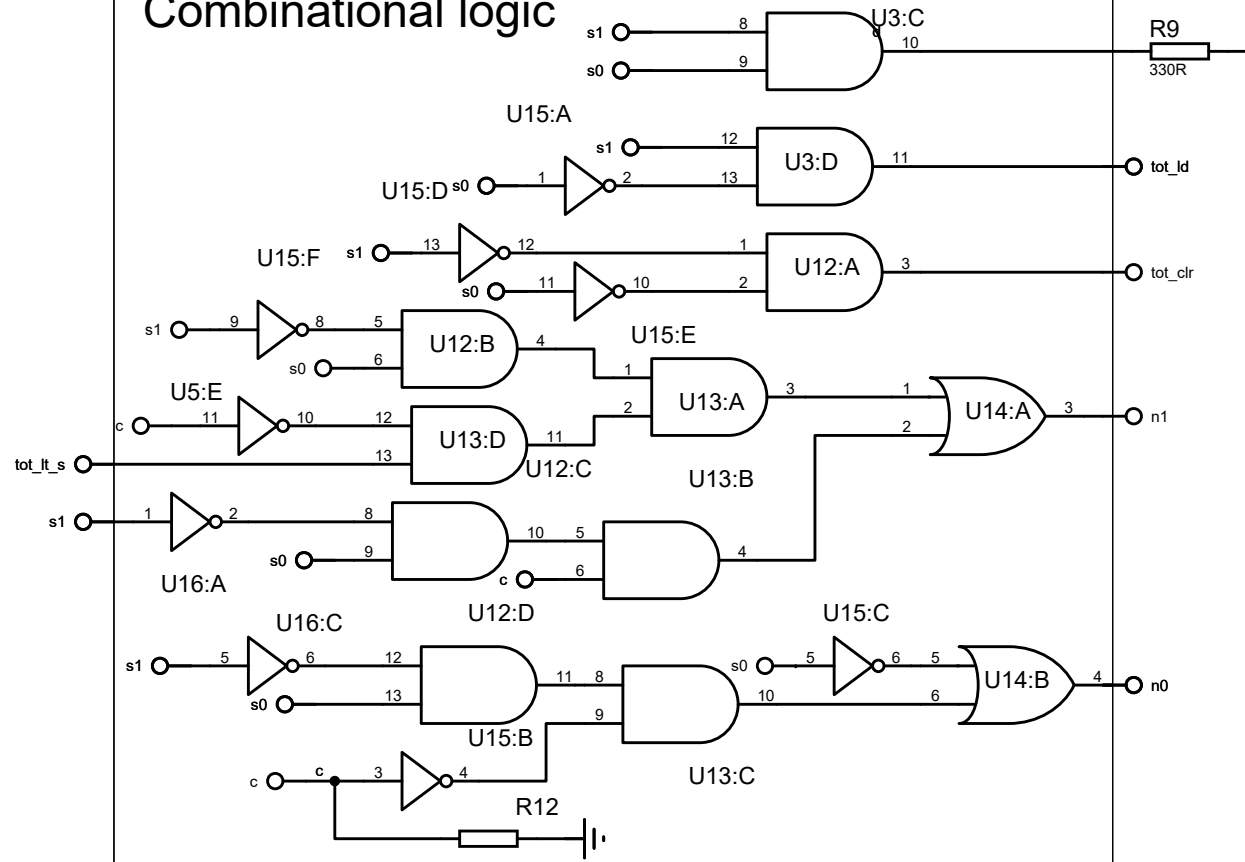 Combinational logic
U3:C
s1 8
d
10
R9
s0 9
330R
U15:A
s1 12
U3:D
11
tot_ld
U15:D
s0 1 2 13
s1 13 12 1
U12:A
3
tot_clr
U15:F
s0 11 10 2
s1 9 8 5
U12:B
4
U15:E
s0 6
1
U13:A
3 1
U14:A
3
n1
U5:E
2
c 11 10 12
U13:D
11
2
tot_lt_s 13
U12:C
U13:B
s1 1 2 8
10 5
s0 9
4
c 6
U16:A
U12:D
U15:C
U16:C
s1 5 6 12
s0 5 6 5
U14:B
4
n0
11 8
s0 13
10
6
9
U15:B
U13:C
c c 3 4
R12